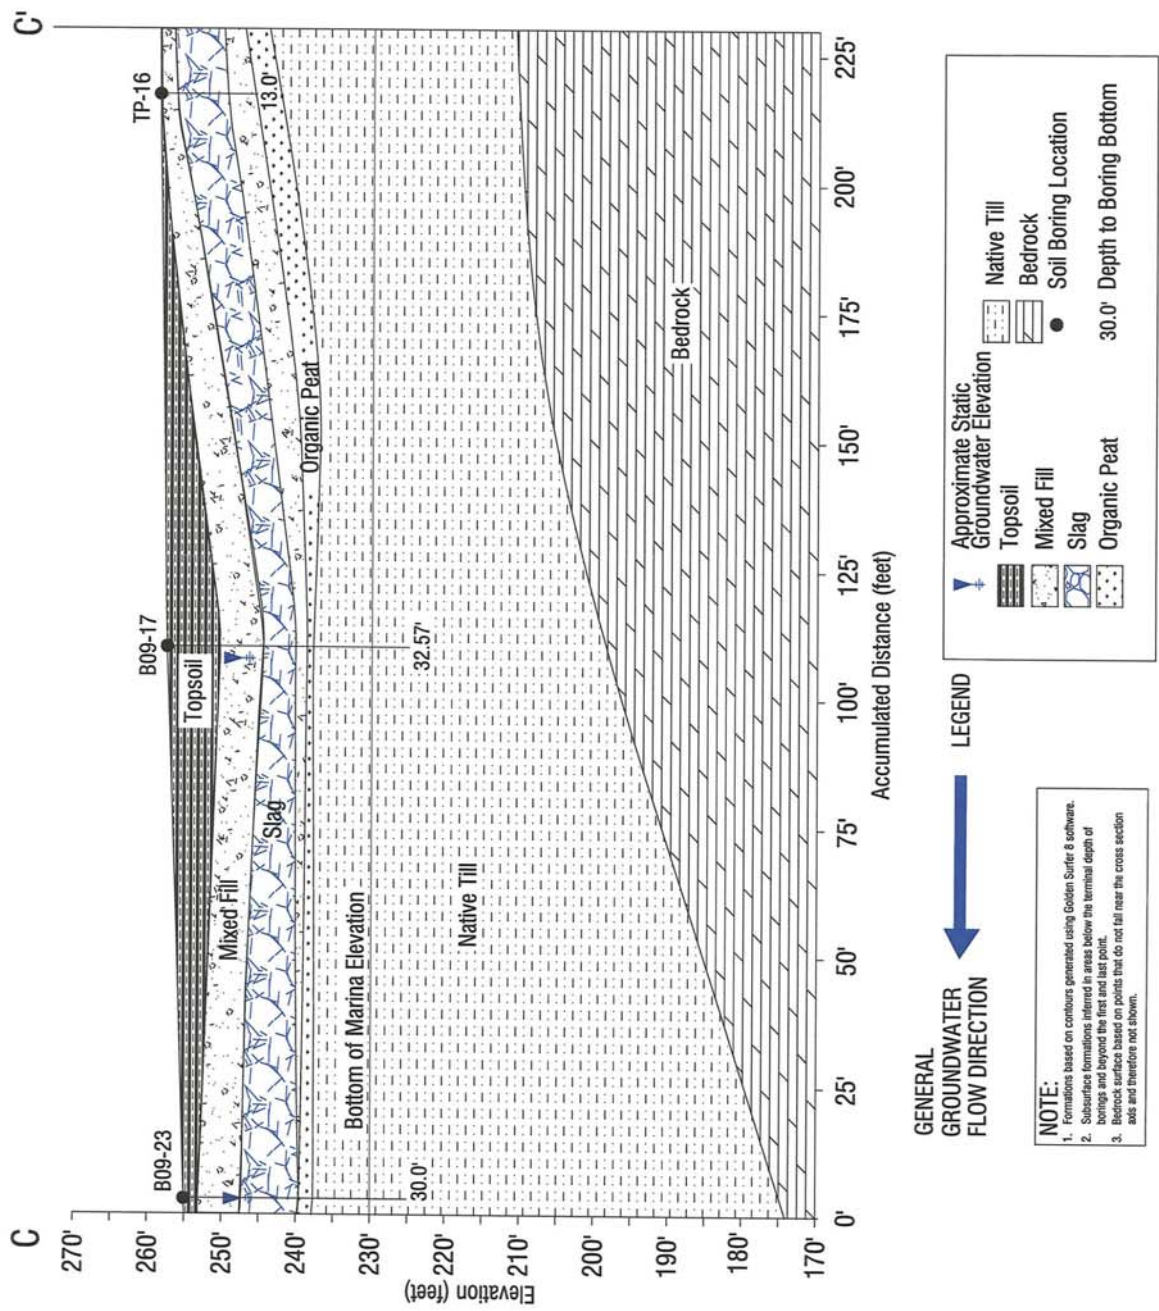 C
C'
B09-23
B09-17
TP-16
270'
260'
250'
240'
230'
220'
210'
200'
190'
180'
170'
Elevation (feet)
Topsoil
Mixed Fill
Slag
Organic Peat
Bottom of Marina Elevation
Native Till
Bedrock
30.0'
32.57'
13.0'
0'
25'
50'
75'
100'
125'
150'
175'
200'
225'
Accumulated Distance (feet)
GENERAL
GROUNDWATER
FLOW DIRECTION
LEGEND
Approximate Static
Groundwater Elevation
Topsoil
Mixed Fill
Slag
Organic Peat
Native Till
Bedrock
Soil Boring Location
30.0' Depth to Boring Bottom
NOTE:
1. Formations based on contours generated using Golden Surfer 8 software.
2. Subsurface formations inferred in areas below the terminal depth of
borings and beyond the first and last point.
3. Bedrock surface based on points that do not fall near the cross section
axis and therefore not shown.